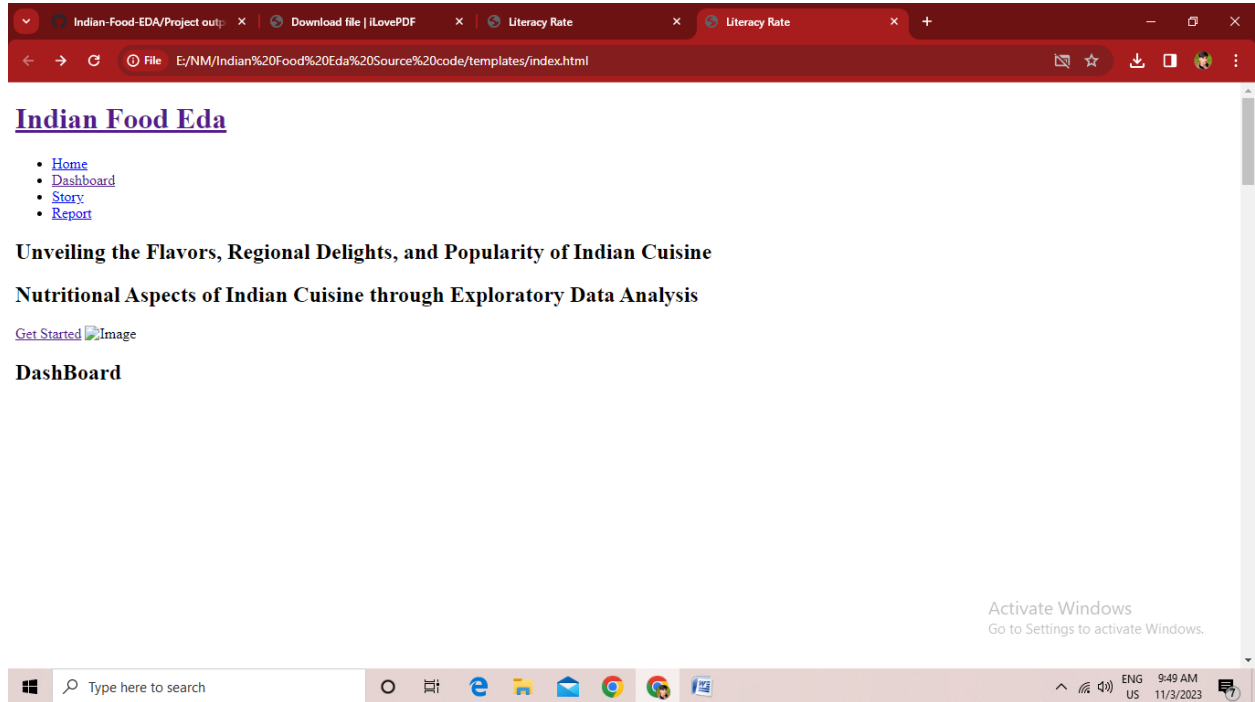 Indian-Food-EDA/Project outp
Download file | iLovePDF
Literacy Rate
Literacy Rate
File
E:/NM/Indian%20Food%20Eda%20Source%20code/templates/index.html
Indian Food Eda
Home
Dashboard
Story
Report
Unveiling the Flavors, Regional Delights, and Popularity of Indian Cuisine
Nutritional Aspects of Indian Cuisine through Exploratory Data Analysis
Get Started Image
DashBoard
Activate Windows
Go to Settings to activate Windows.
Type here to search
ENG
US
9:49 AM
11/3/2023
7